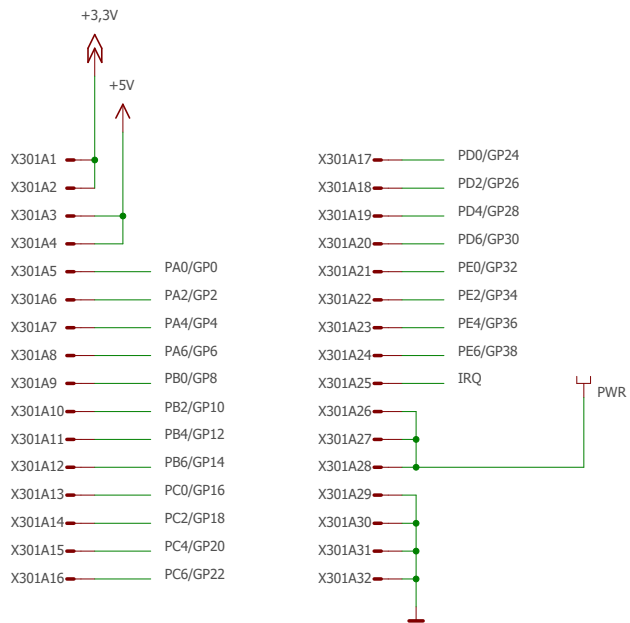 +3,3V
+5V
X301A1
X301A2
X301A3
X301A4
X301A5 PA0/GP0
X301A6 PA2/GP2
X301A7 PA4/GP4
X301A8 PA6/GP6
X301A9 PB0/GP8
X301A10 PB2/GP10
X301A11 PB4/GP12
X301A12 PB6/GP14
X301A13 PC0/GP16
X301A14 PC2/GP18
X301A15 PC4/GP20
X301A16 PC6/GP22
X301A17 PD0/GP24
X301A18 PD2/GP26
X301A19 PD4/GP28
X301A20 PD6/GP30
X301A21 PE0/GP32
X301A22 PE2/GP34
X301A23 PE4/GP36
X301A24 PE6/GP38
X301A25 IRQ
PWR
X301A26
X301A27
X301A28
X301A29
X301A30
X301A31
X301A32